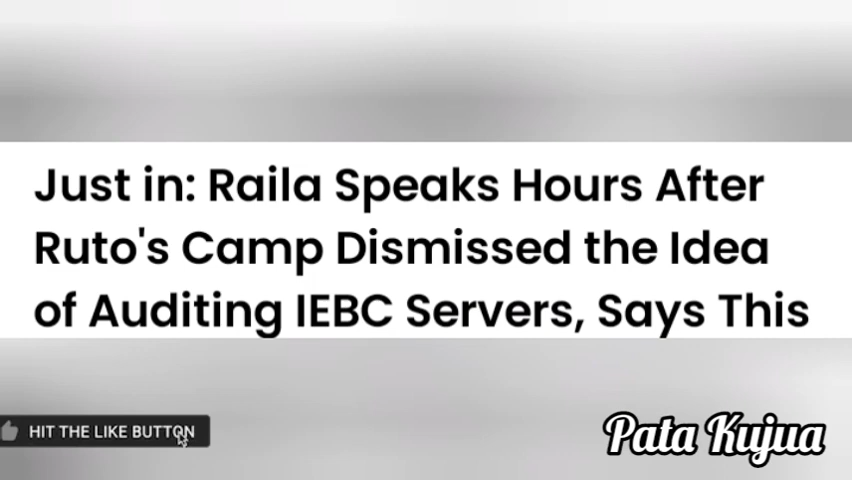 Just in: Raila Speaks Hours After
Ruto's Camp Dismissed the Idea
of Auditing IEBC Servers, Says This
HIT THE LIKE BUTTON
Pata Kujua